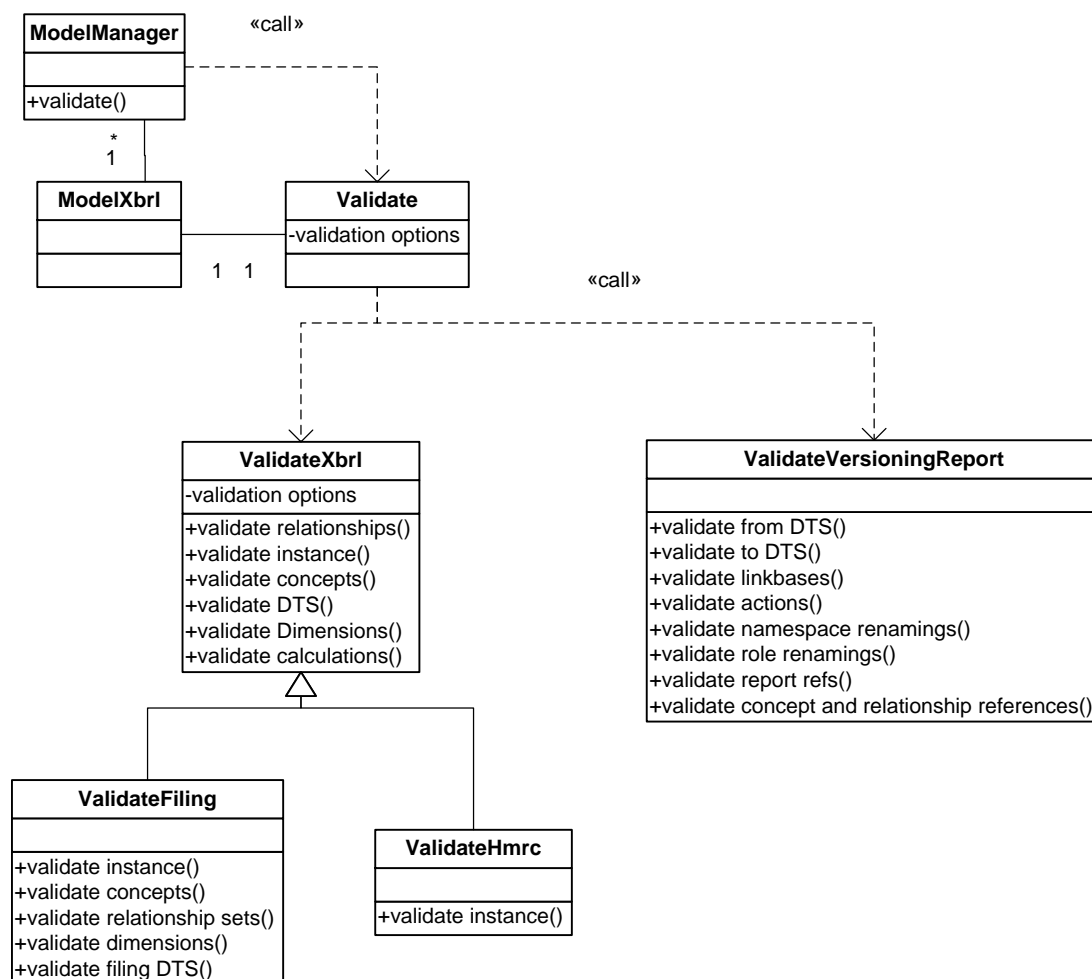 ModelManager
+validate()
«call»
*
1
ModelXbrl
1 1
Validate
-validation options
«call»
ValidateXbrl
-validation options
+validate relationships()
+validate instance()
+validate concepts()
+validate DTS()
+validate Dimensions()
+validate calculations()
ValidateVersioningReport
+validate from DTS()
+validate to DTS()
+validate linkbases()
+validate actions()
+validate namespace renamings()
+validate role renamings()
+validate report refs()
+validate concept and relationship references()
ValidateFiling
+validate instance()
+validate concepts()
+validate relationship sets()
+validate dimensions()
+validate filing DTS()
ValidateHmrc
+validate instance()